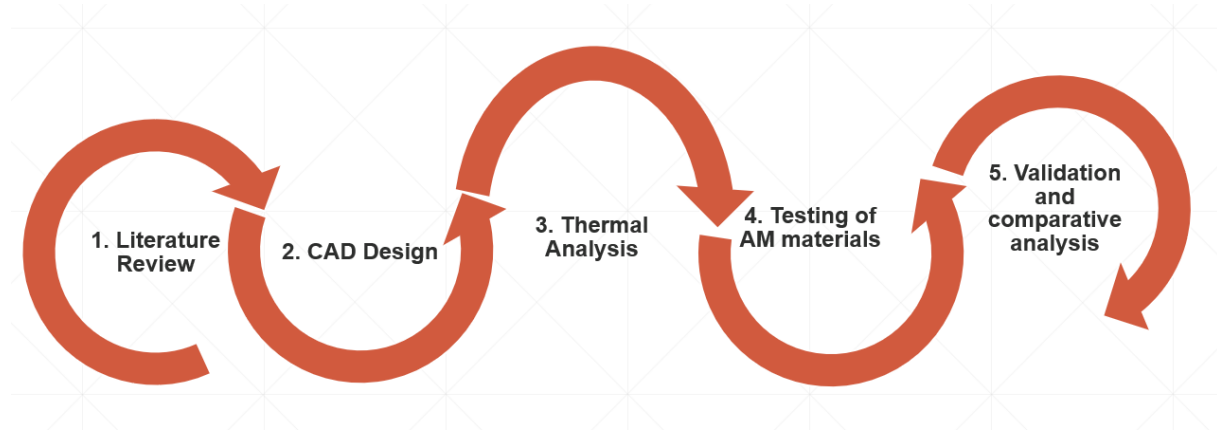 1. Literature
Review
2. CAD Design
3. Thermal
Analysis
4. Testing of
AM materials
5. Validation
and
comparative
analysis